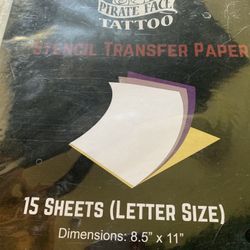 PIRATE FACE
TATTOO
STENCIL TRANSFER PAPER
15 SHEETS (LETTER SIZE)
Dimensions: 8.5" x 11"